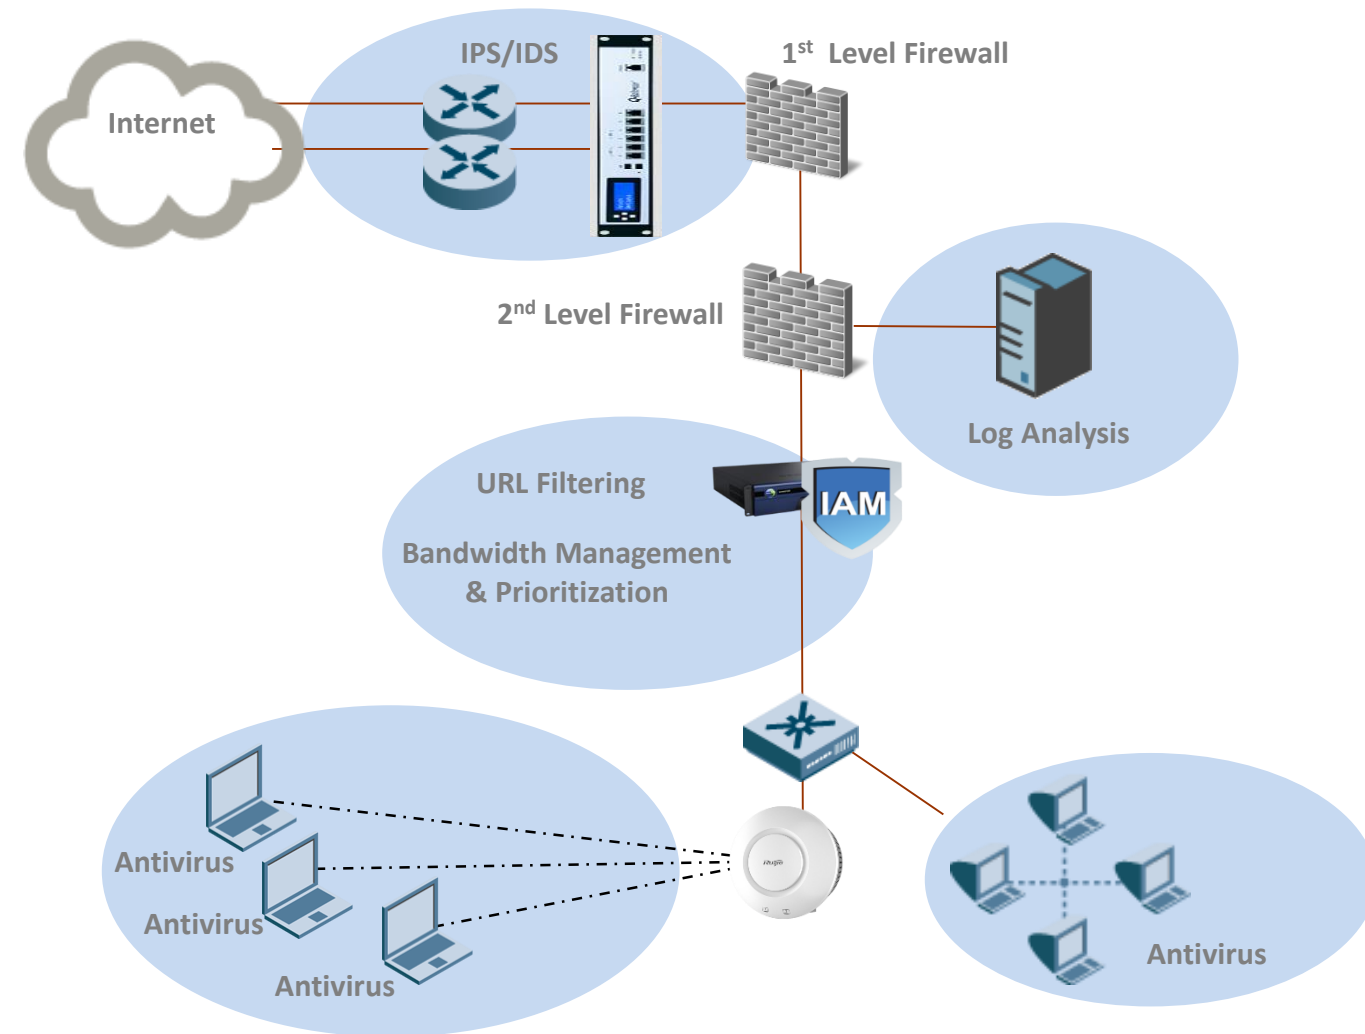 IPS/IDS
1st Level Firewall
Internet
2nd Level Firewall
Log Analysis
URL Filtering
IAM
Bandwidth Management
& Prioritization
Antivirus
Antivirus
Antivirus
Antivirus